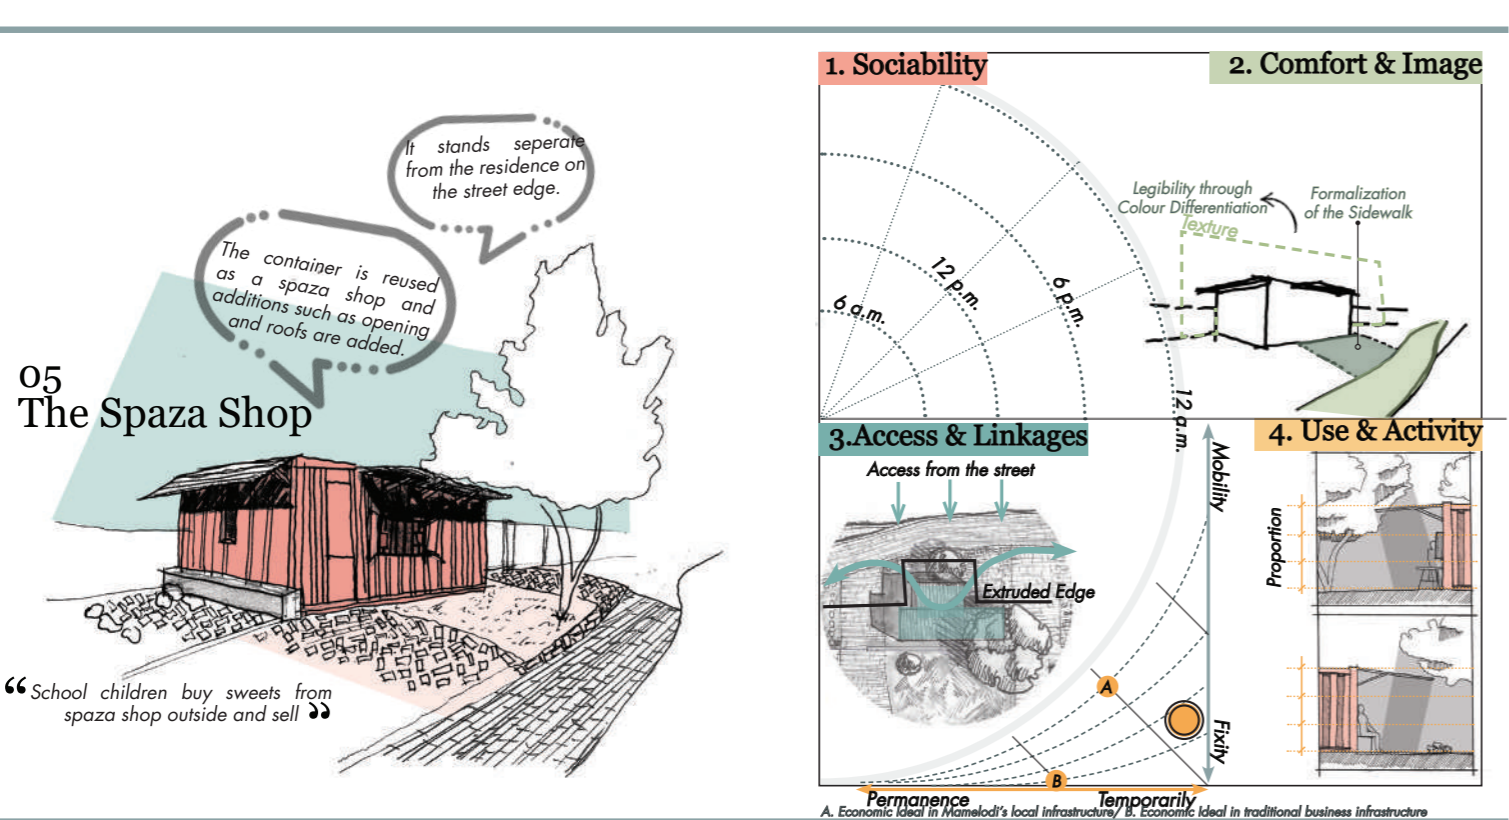 It stands seperate
from the residence on
the street edge.
The container is reused
as a spaza shop and
additions such as opening
and roofs are added.
05
The Spaza Shop
“ School children buy sweets from
spaza shop outside and sell ”
1. Sociability
6 a.m.
12 p.m.
6 p.m.
12 a.m.
2. Comfort & Image
Legibility through
Colour Differentiation
Texture
Formalization
of the Sidewalk
3.Access & Linkages
Access from the street
Extruded Edge
Mobility
Fixity
A
B
Permanence
Temporarily
4. Use & Activity
Proportion
A. Economic Ideal in Mamelodi's local infrastructure/ B. Economic Ideal in traditional business infrastructure